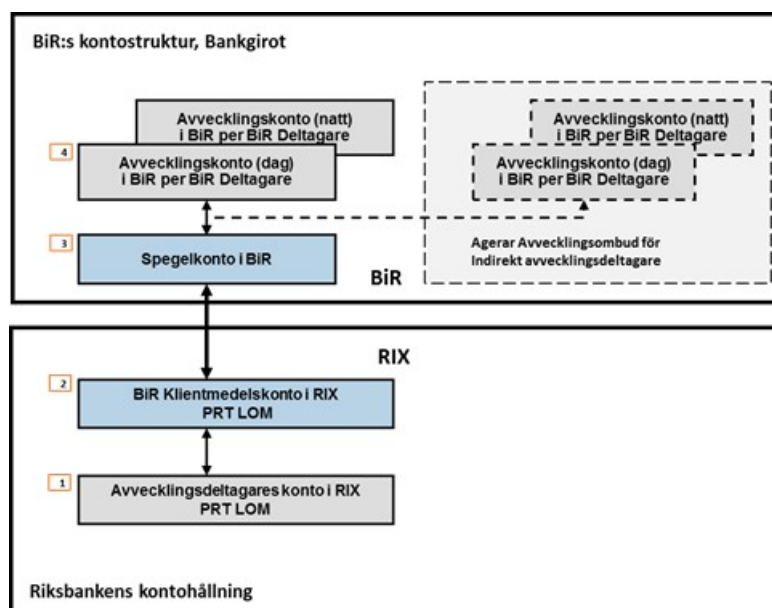 BiR:s kontostruktur, Bankgirot
Avvecklingskonto (natt)
i BiR per BiR Deltagare
4
Avvecklingskonto (dag)
i BiR per BiR Deltagare
Avvecklingskonto (natt)
i BiR per BiR Deltagare
Avvecklingskonto (dag)
i BiR per BiR Deltagare
3
Spegelkonto i BiR
Agerar Avvecklingsombud för
Indirekt avvecklingsdeltagare
BiR
RIX
2
BiR Klientmedelskonto i RIX
PRT LOM
1
Avvecklingsdeltagares konto i RIX
PRT LOM
Riksbankens kontohållning